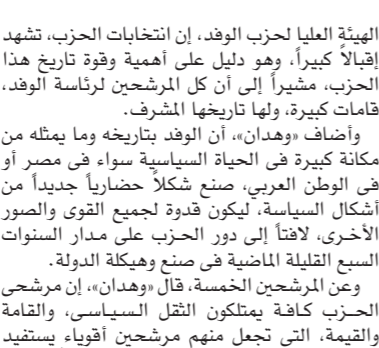 الهيئة العليا لحزب الوفد، إن انتخابات الحزب، تشهد
إقبالاً كبيراً، وهو دليل على أهمية وقوة تاريخ هذا
الحزب، مشيراً إلى أن كل المرشحين لرئاسة الوفد،
قامات كبيرة، ولها تاريخها المشرف.
وأضاف «وهدان»، أن الوفد بتاريخه وما يمثله من
مكانة كبيرة فى الحياة السياسية سواء فى مصر أو
فى الوطن العربي، صنع شكلاً حضارياً جديداً من
أشكال السياسة، ليكون قدوة لجميع القوى والصور
الأخرى، لافتاً إلى دور الحزب على مدار السنوات
السبع القليلة الماضية فى صنع وهيكلة الدولة.
وعن المرشحين الخمسة، قال «وهدان»، إن مرشحى
الحزب كافة يمتلكون الثقل السياسى، والقامة
والقيمة، التى تجعل منهم مرشحين أقوياء يستفيد